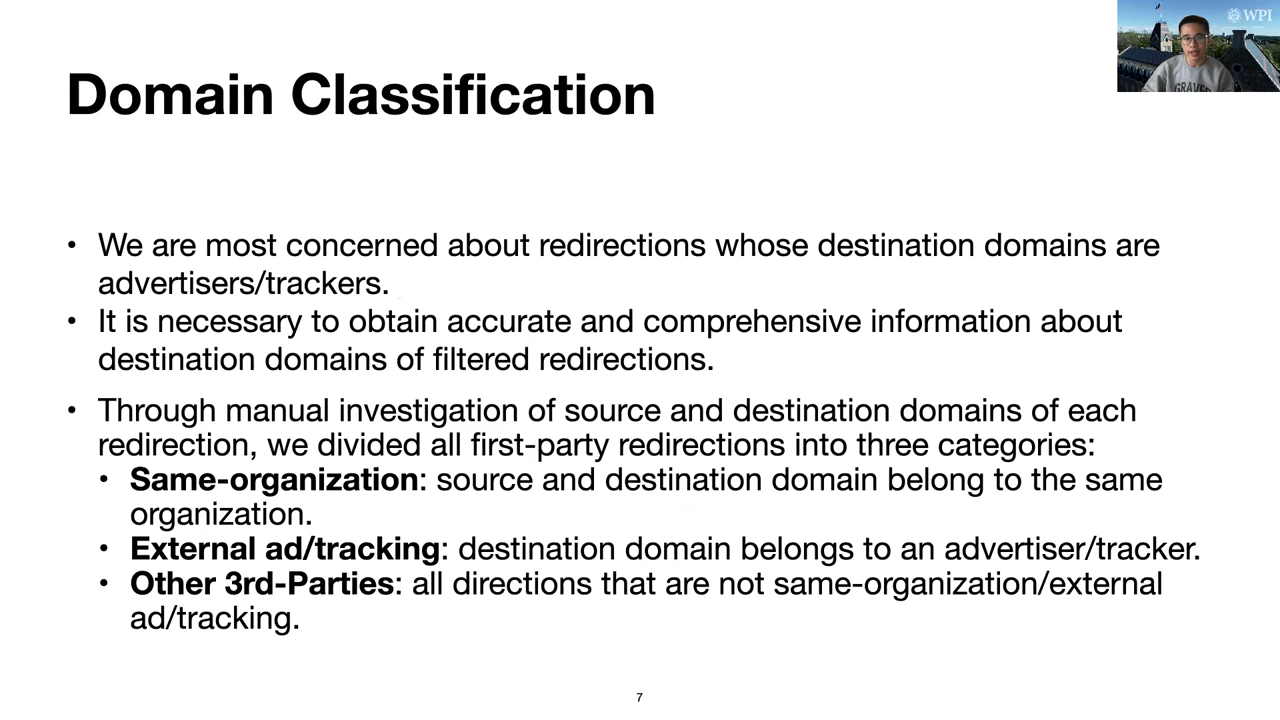 WPI
GRAVE
Domain Classification
• We are most concerned about redirections whose destination domains are
advertisers/trackers.
• It is necessary to obtain accurate and comprehensive information about
destination domains of filtered redirections.
• Through manual investigation of source and destination domains of each
redirection, we divided all first-party redirections into three categories:
• Same-organization: source and destination domain belong to the same
organization.
• External ad/tracking: destination domain belongs to an advertiser/tracker.
• Other 3rd-Parties: all directions that are not same-organization/external
ad/tracking.
7